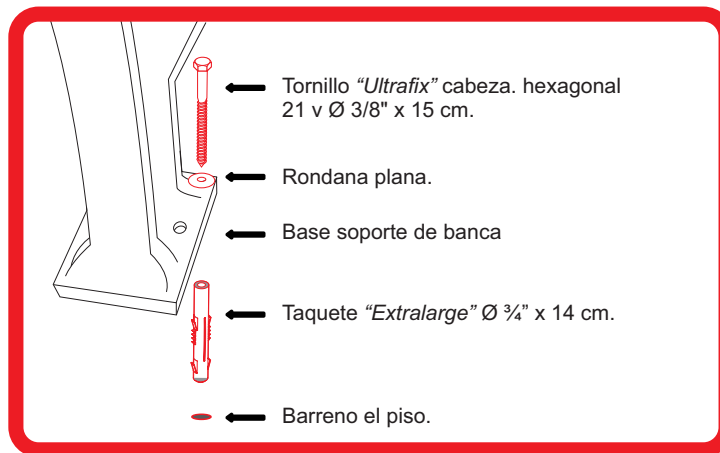 Tornillo “Ultrafix” cabeza. hexagonal
21 v Ø 3/8" x 15 cm.
Rondana plana.
Base soporte de banca
Taquete “Extralarge” Ø ¾” x 14 cm.
Barreno el piso.